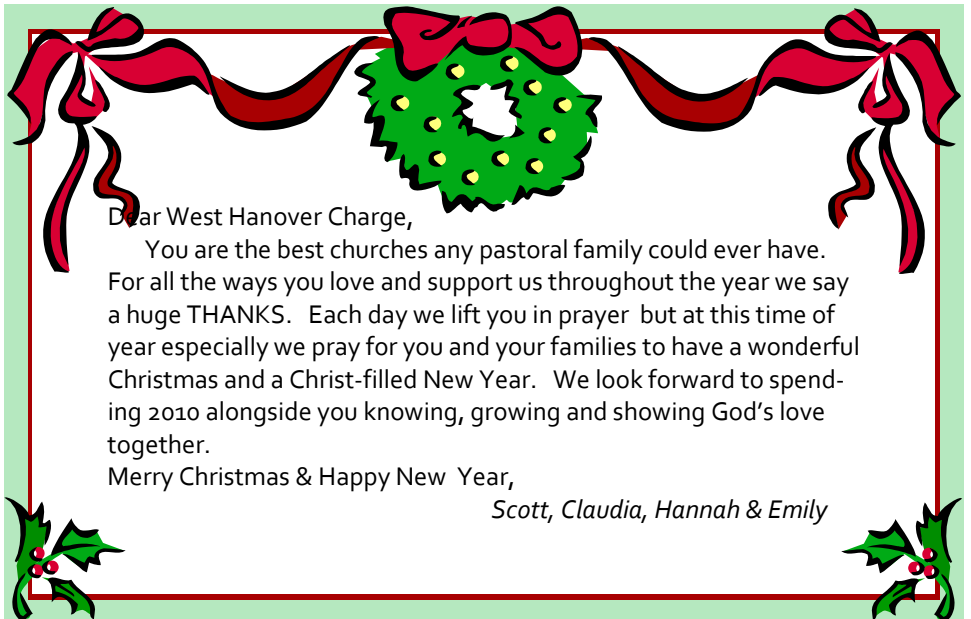 Dear West Hanover Charge,
You are the best churches any pastoral family could ever have.
For all the ways you love and support us throughout the year we say
a huge THANKS.   Each day we lift you in prayer  but at this time of
year especially we pray for you and your families to have a wonderful
Christmas and a Christ-filled New Year.   We look forward to spend-
ing 2010 alongside you knowing, growing and showing God's love
together.
Merry Christmas & Happy New  Year,
Scott, Claudia, Hannah & Emily